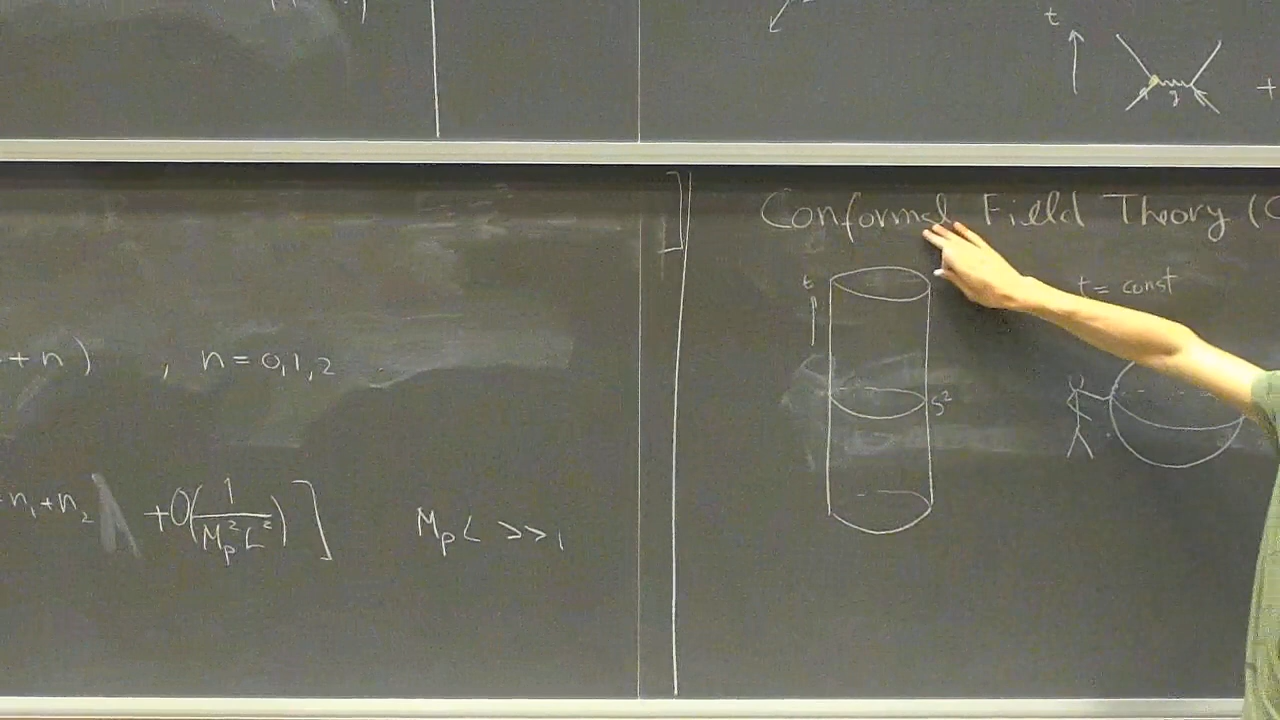 t
g
+
+ n) , n = 0,1,2
+ n₁ + n₂ + O(1/(M_p² L²)) ] M_p L >> 1
Conformal Field Theory (C
t
t = const
S²